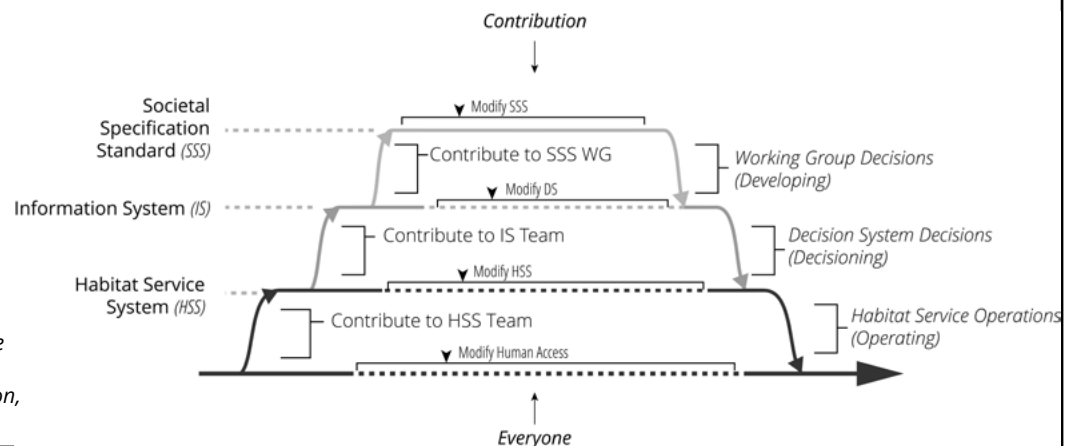 Contribution
Societal
Specification
Standard (SSS)
Modify SSS
Contribute to SSS WG
Working Group Decisions
(Developing)
Modify DS
Information System (IS)
Contribute to IS Team
Decision System Decisions
(Decisioning)
Modify HSS
Habitat Service
System (HSS)
Contribute to HSS Team
Habitat Service Operations
(Operating)
Modify Human Access
Everyone